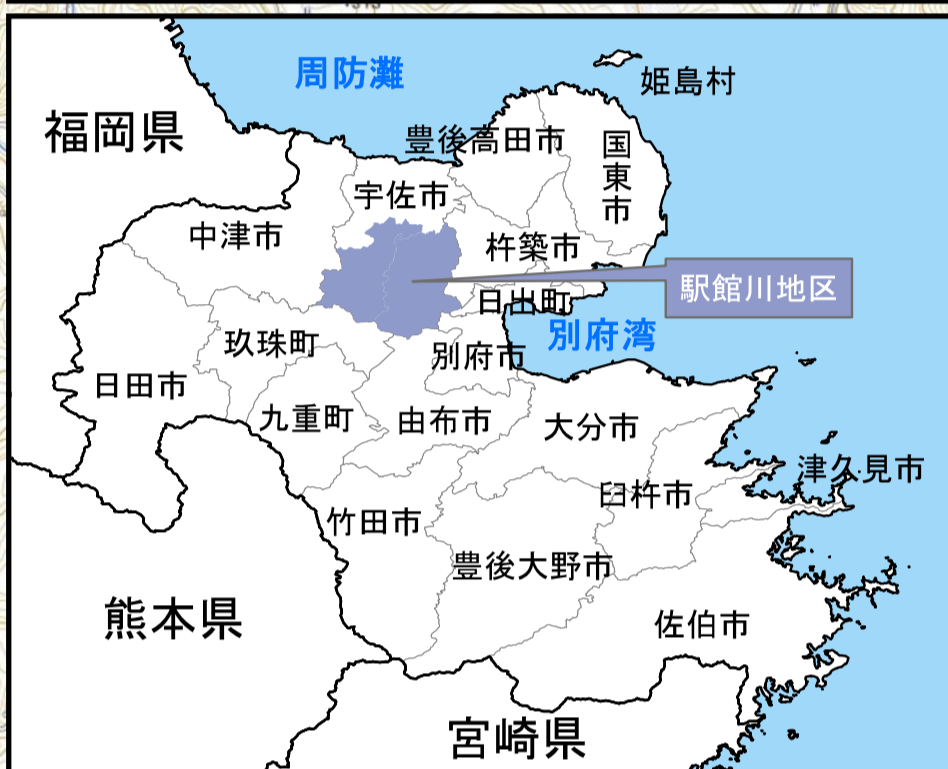 周防灘
姫島村
福岡県
豊後高田市
国東市
宇佐市
中津市
杵築市
駅館川地区
日出町
別府湾
玖珠町
別府市
日田市
九重町
由布市
大分市
津久見市
臼杵市
竹田市
豊後大野市
熊本県
佐伯市
宮崎県